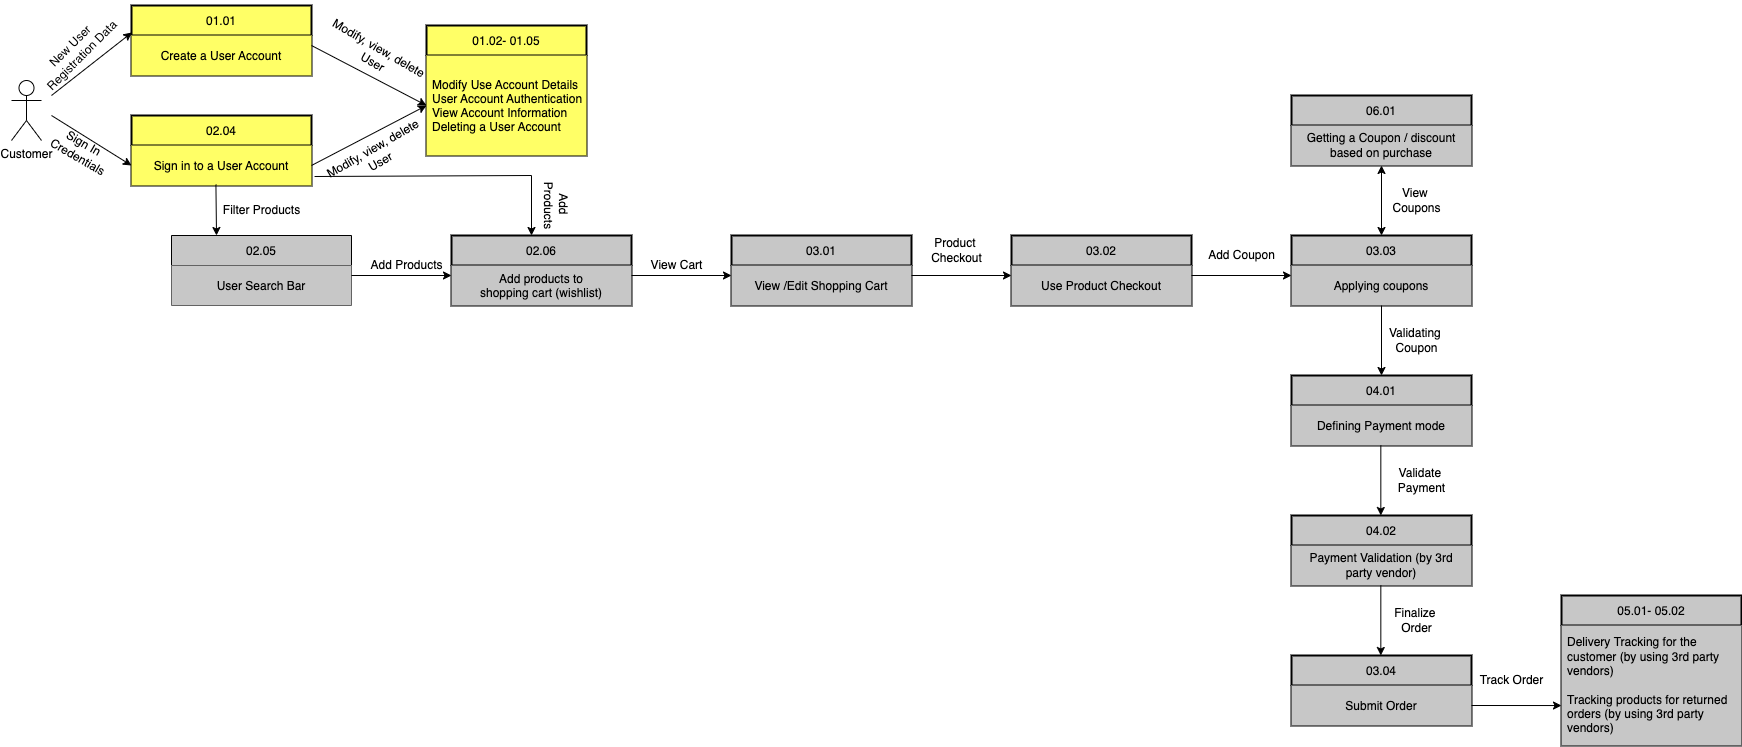 01.01
Create a User Account
New User
Registration Data
Customer
Sign In
Credentials
02.04
Sign in to a User Account
Modify, view, delete
User
Modify, view, delete
User
01.02- 01.05
Modify Use Account Details
User Account Authentication
View Account Information
Deleting a User Account
Filter Products
Add
Products
02.05
User Search Bar
Add Products
02.06
Add products to
shopping cart (wishlist)
View Cart
03.01
View /Edit Shopping Cart
Product
Checkout
03.02
Use Product Checkout
Add Coupon
06.01
Getting a Coupon / discount
based on purchase
View
Coupons
03.03
Applying coupons
Validating
Coupon
04.01
Defining Payment mode
Validate
Payment
04.02
Payment Validation (by 3rd
party vendor)
Finalize
Order
03.04
Submit Order
Track Order
05.01- 05.02
Delivery Tracking for the
customer (by using 3rd party
vendors)
Tracking products for returned
orders (by using 3rd party
vendors)